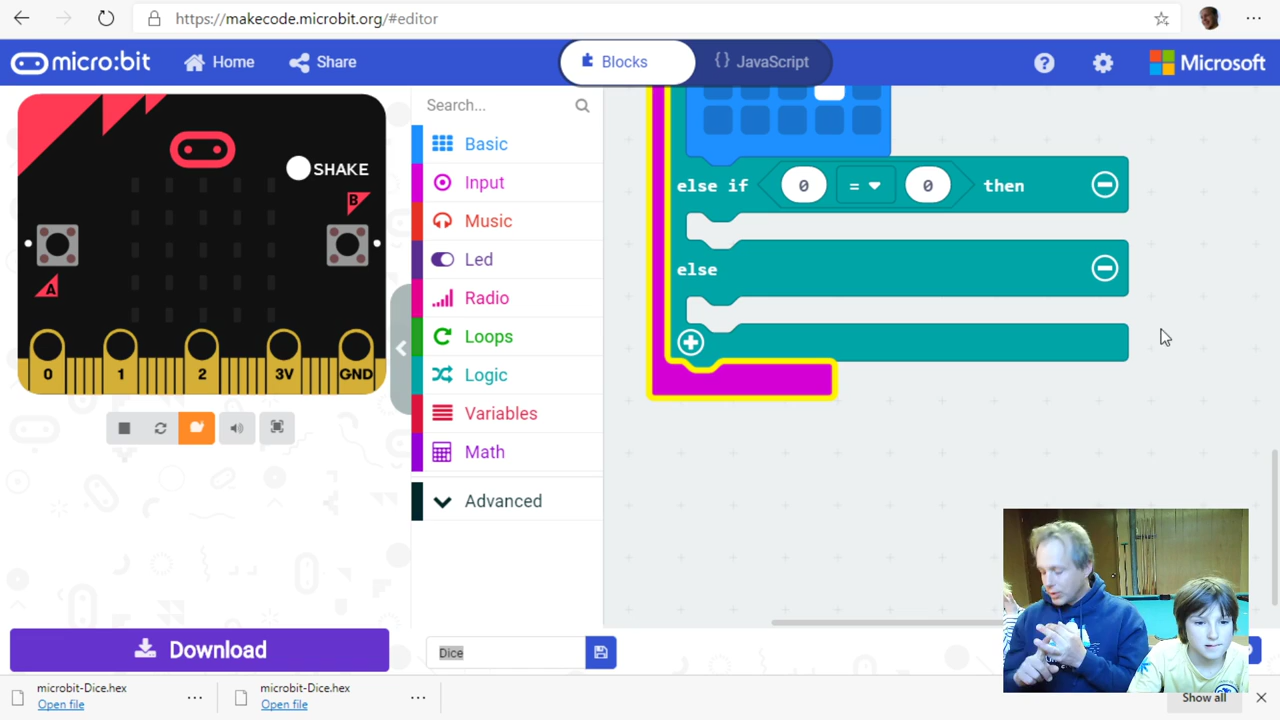 https://makecode.microbit.org/#editor
micro:bit
Home
Share
Blocks
{} JavaScript
?
Microsoft
SHAKE
B
A
0 1 2 3V GND
Search...
Basic
Input
Music
Led
Radio
Loops
Logic
Variables
Math
Advanced
else if 0 = 0 then
else
Download
Dice
microbit-Dice.hex
Open file
microbit-Dice.hex
Open file
Show all